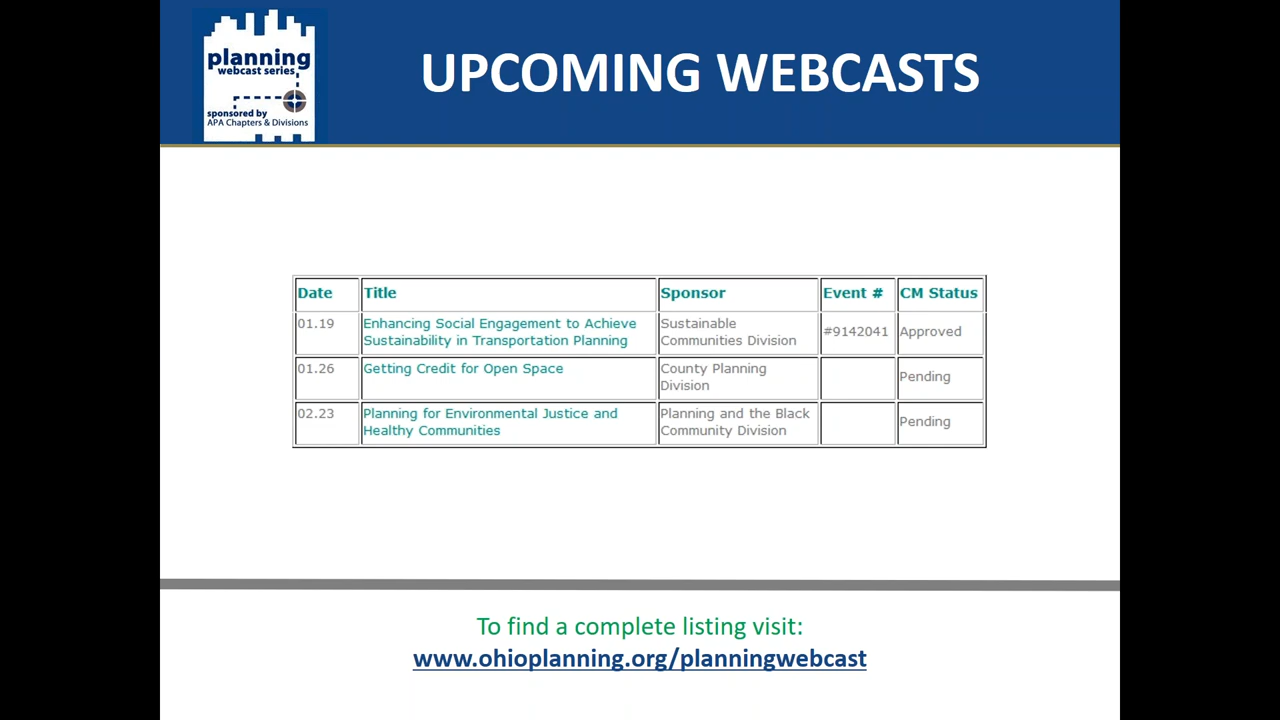 planning
webcast series
sponsored by
APA Chapters & Divisions
UPCOMING WEBCASTS
Date Title Sponsor Event # CM Status
01.19 Enhancing Social Engagement to Achieve Sustainability in Transportation Planning Sustainable Communities Division #9142041 Approved
01.26 Getting Credit for Open Space County Planning Division Pending
02.23 Planning for Environmental Justice and Healthy Communities Planning and the Black Community Division Pending
To find a complete listing visit:
www.ohioplanning.org/planningwebcast